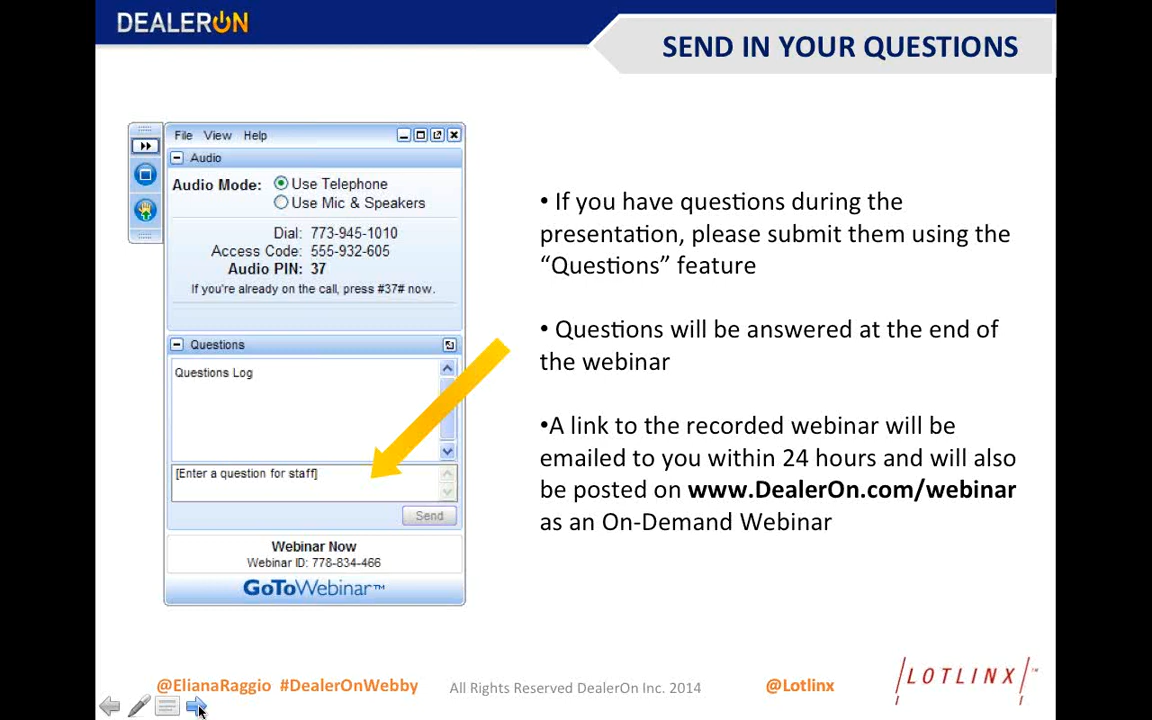 DEALERON
SEND IN YOUR QUESTIONS
File View Help
Audio
Audio Mode: Use Telephone
Use Mic & Speakers
Dial: 773-945-1010
Access Code: 555-932-605
Audio PIN: 37
If you're already on the call, press #37# now.
Questions
Questions Log
[Enter a question for staff]
Send
Webinar Now
Webinar ID: 778-834-466
GoToWebinar™
• If you have questions during the
presentation, please submit them using the
“Questions” feature
• Questions will be answered at the end of
the webinar
•A link to the recorded webinar will be
emailed to you within 24 hours and will also
be posted on www.DealerOn.com/webinar
as an On-Demand Webinar
@ElianaRaggio #DealerOnWebby
All Rights Reserved DealerOn Inc. 2014
@Lotlinx
LOTLINX™